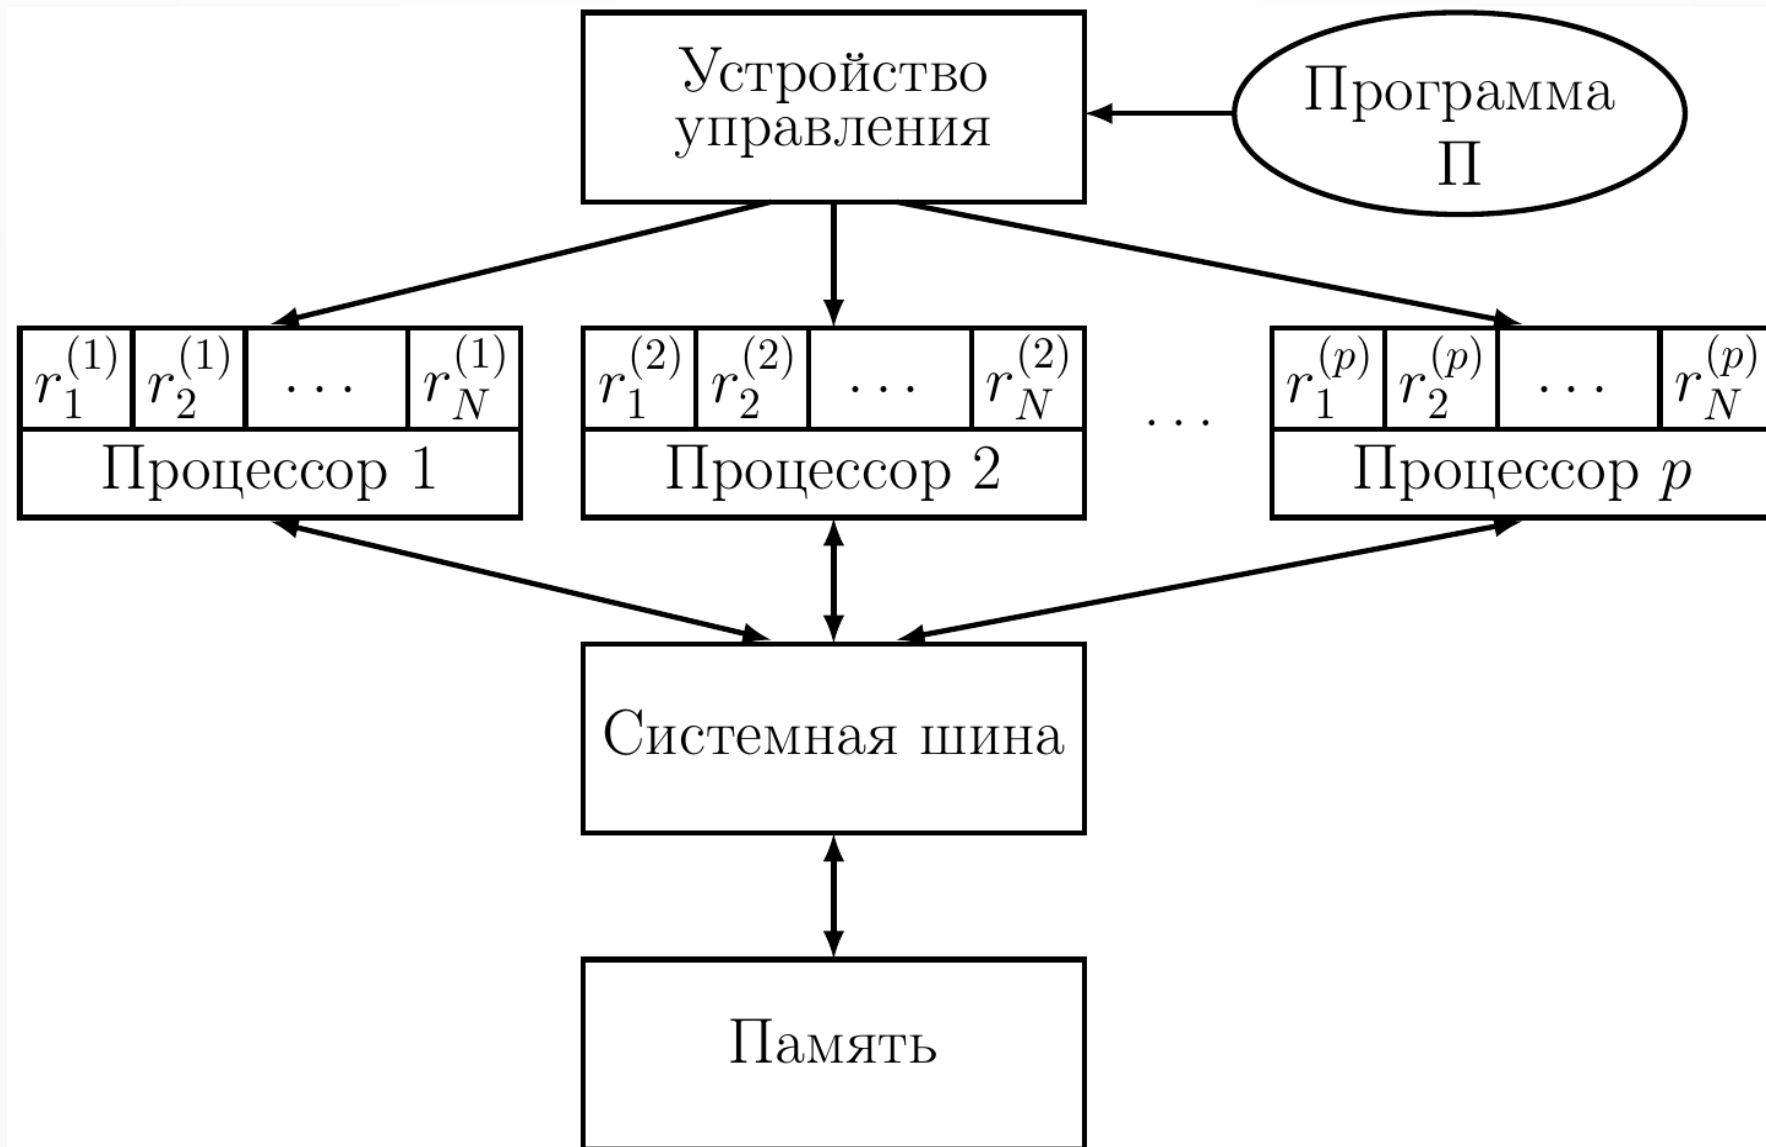 Устройство
управления
Программа
П
r_1^{(1)} r_2^{(1)} ... r_N^{(1)}
Процессор 1
r_1^{(2)} r_2^{(2)} ... r_N^{(2)}
Процессор 2
...
r_1^{(p)} r_2^{(p)} ... r_N^{(p)}
Процессор p
Системная шина
Память